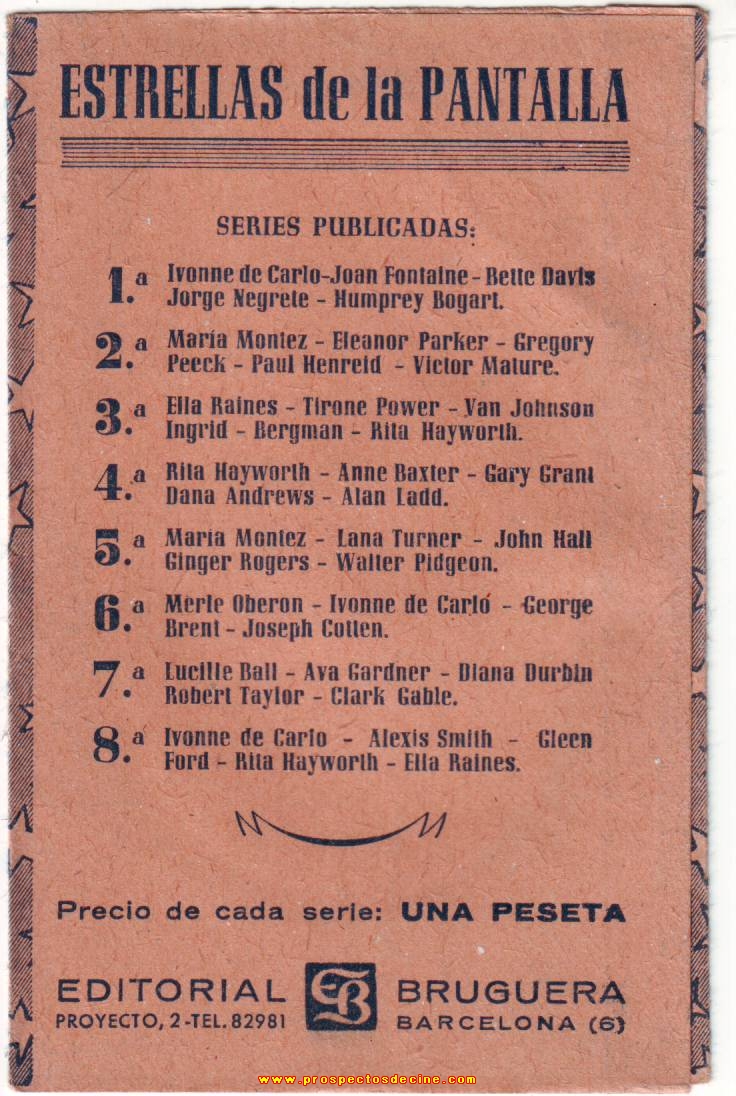 ESTRELLAS de la PANTALLA
SERIES PUBLICADAS:
1.a Ivonne de Carlo-Joan Fontaine - Bette Davis
Jorge Negrete - Humprey Bogart.
2.a María Montez - Eleanor Parker - Gregory
Peeck - Paul Henreid - Victor Mature.
3.a Ella Raines - Tirone Power - Van Johnson
Ingrid - Bergman - Rita Hayworth.
4.a Rita Hayworth - Anne Baxter - Gary Grant
Dana Andrews - Alan Ladd.
5.a María Montez - Lana Turner - John Hall
Ginger Rogers - Walter Pidgeon.
6.a Merle Oberon - Ivonne de Carló - George
Brent - Joseph Cotten.
7.a Lucille Ball - Ava Gardner - Diana Durbin
Robert Taylor - Clark Gable.
8.a Ivonne de Carlo - Alexis Smith - Gleen
Ford - Rita Hayworth - Ella Raines.
Precio de cada serie: UNA PESETA
EDITORIAL EB BRUGUERA
PROYECTO, 2-TEL. 82981 BARCELONA (6)
www.prospectosdecine.com